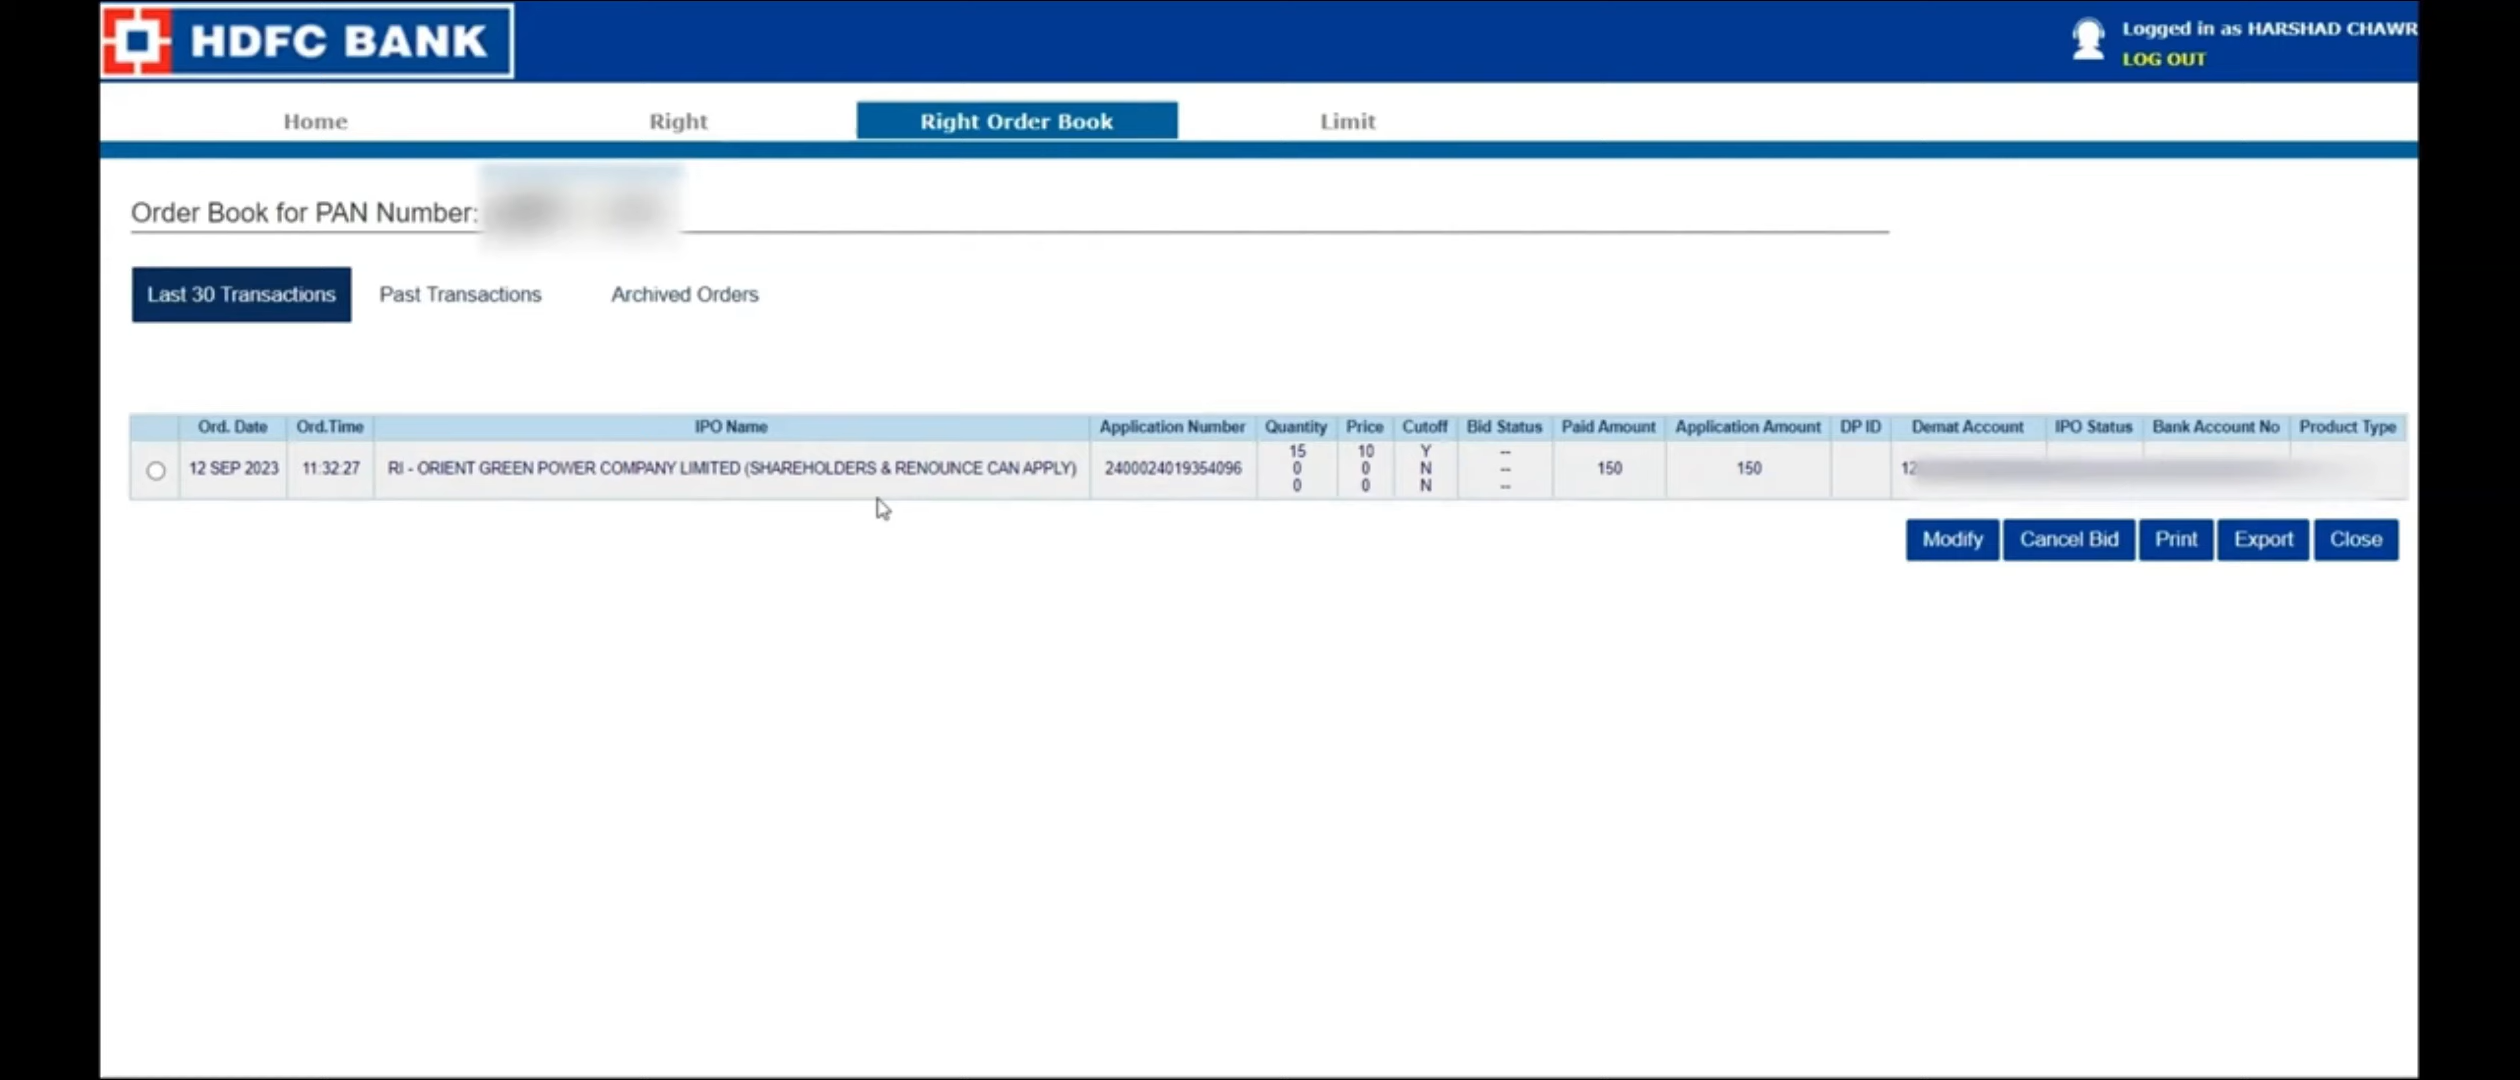 HDFC BANK
Logged in as HARSHAD CHAWR
LOG OUT
Home Right Right Order Book Limit
Order Book for PAN Number:
Last 30 Transactions Past Transactions Archived Orders
Ord. Date Ord.Time IPO Name Application Number Quantity Price Cutoff Bid Status Paid Amount Application Amount DP ID Demat Account IPO Status Bank Account No Product Type
15 10 Y --
12 SEP 2023 11:32:27 RI - ORIENT GREEN POWER COMPANY LIMITED (SHAREHOLDERS & RENOUNCE CAN APPLY) 2400024019354096 0 0 N -- 150 150 12
0 0 N --
Modify Cancel Bid Print Export Close